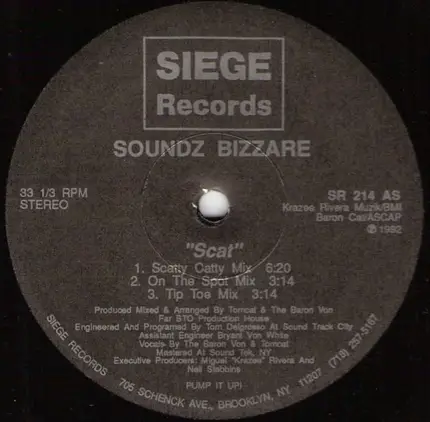 SIEGE
Records
SOUNDZ BIZZARE
33 1/3 RPM
STEREO
SR 214 AS
Krazee Rivera Muzik/BMI
Baron Cat/ASCAP
℗ 1992
"Scat"
1. Scatty Catty Mix 6:20
2. On The Scat Mix 3:14
3. Tip Toe Mix 3:14
Produced Mixed & Arranged By Tomcat & The Baron Von
For BTO Production House
Engineered And Programed By Tom Delgrosso At Sound Track City
Assistant Engineer Bryant Von White
Vocals By The Baron Von & Tomcat
Mastered At Sound Tek, NY
Executive Producers: Miguel "Krazee" Rivera And
Neil Stebbins
PUMP IT UP!
SIEGE RECORDS 705 SCHENCK AVE., BROOKLYN, NY 11207 (718) 257-5167